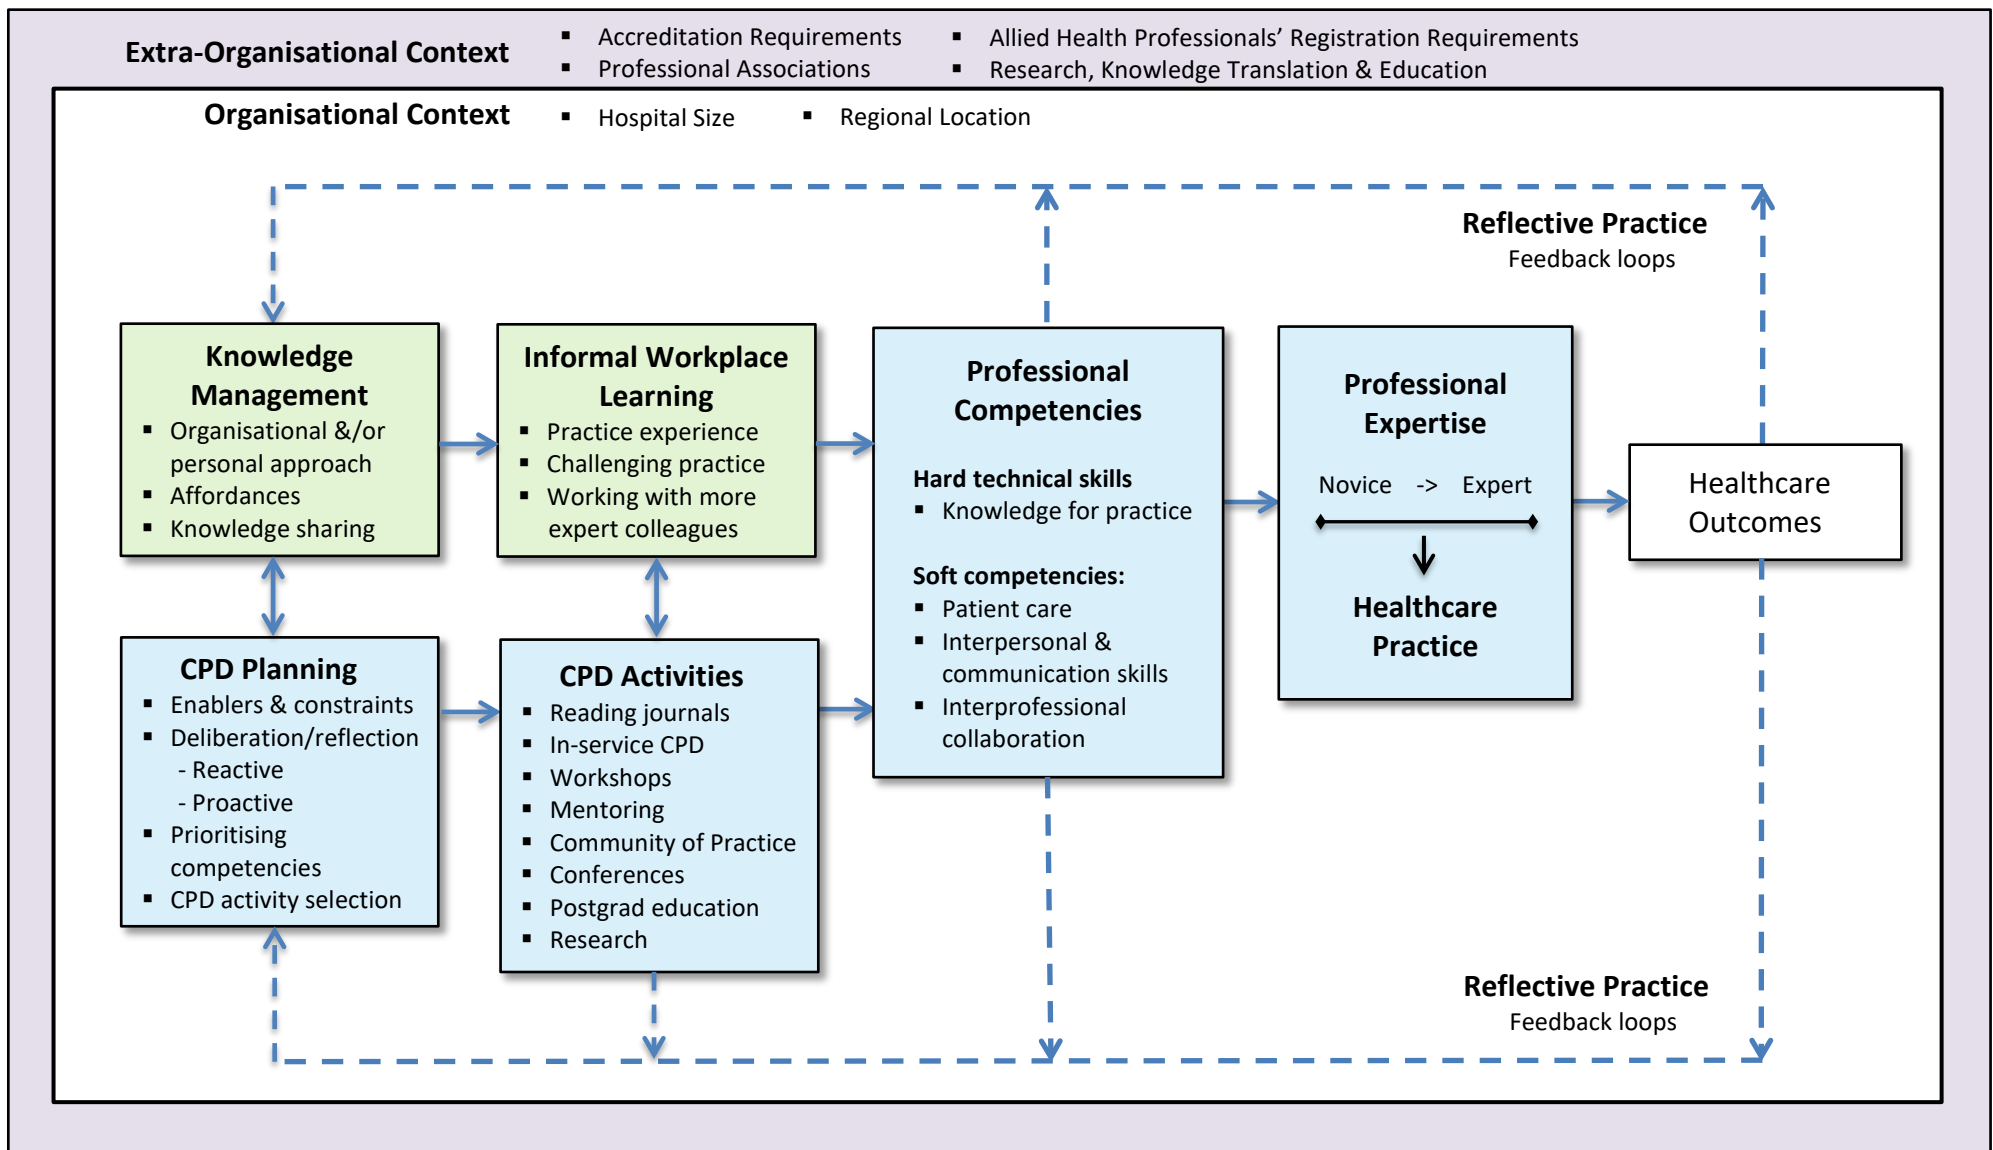 Extra-Organisational Context
▪ Accreditation Requirements
▪ Professional Associations
▪ Allied Health Professionals’ Registration Requirements
▪ Research, Knowledge Translation & Education
Organisational Context
▪ Hospital Size
▪ Regional Location
Reflective Practice
Feedback loops
Knowledge
Management
▪ Organisational &/or
personal approach
▪ Affordances
▪ Knowledge sharing
Informal Workplace
Learning
▪ Practice experience
▪ Challenging practice
▪ Working with more
expert colleagues
CPD Planning
▪ Enablers & constraints
▪ Deliberation/reflection
- Reactive
- Proactive
▪ Prioritising
competencies
▪ CPD activity selection
CPD Activities
▪ Reading journals
▪ In-service CPD
▪ Workshops
▪ Mentoring
▪ Community of Practice
▪ Conferences
▪ Postgrad education
▪ Research
Professional
Competencies
Hard technical skills
▪ Knowledge for practice
Soft competencies:
▪ Patient care
▪ Interpersonal &
communication skills
▪ Interprofessional
collaboration
Professional
Expertise
Novice -> Expert
Healthcare
Practice
Healthcare
Outcomes
Reflective Practice
Feedback loops